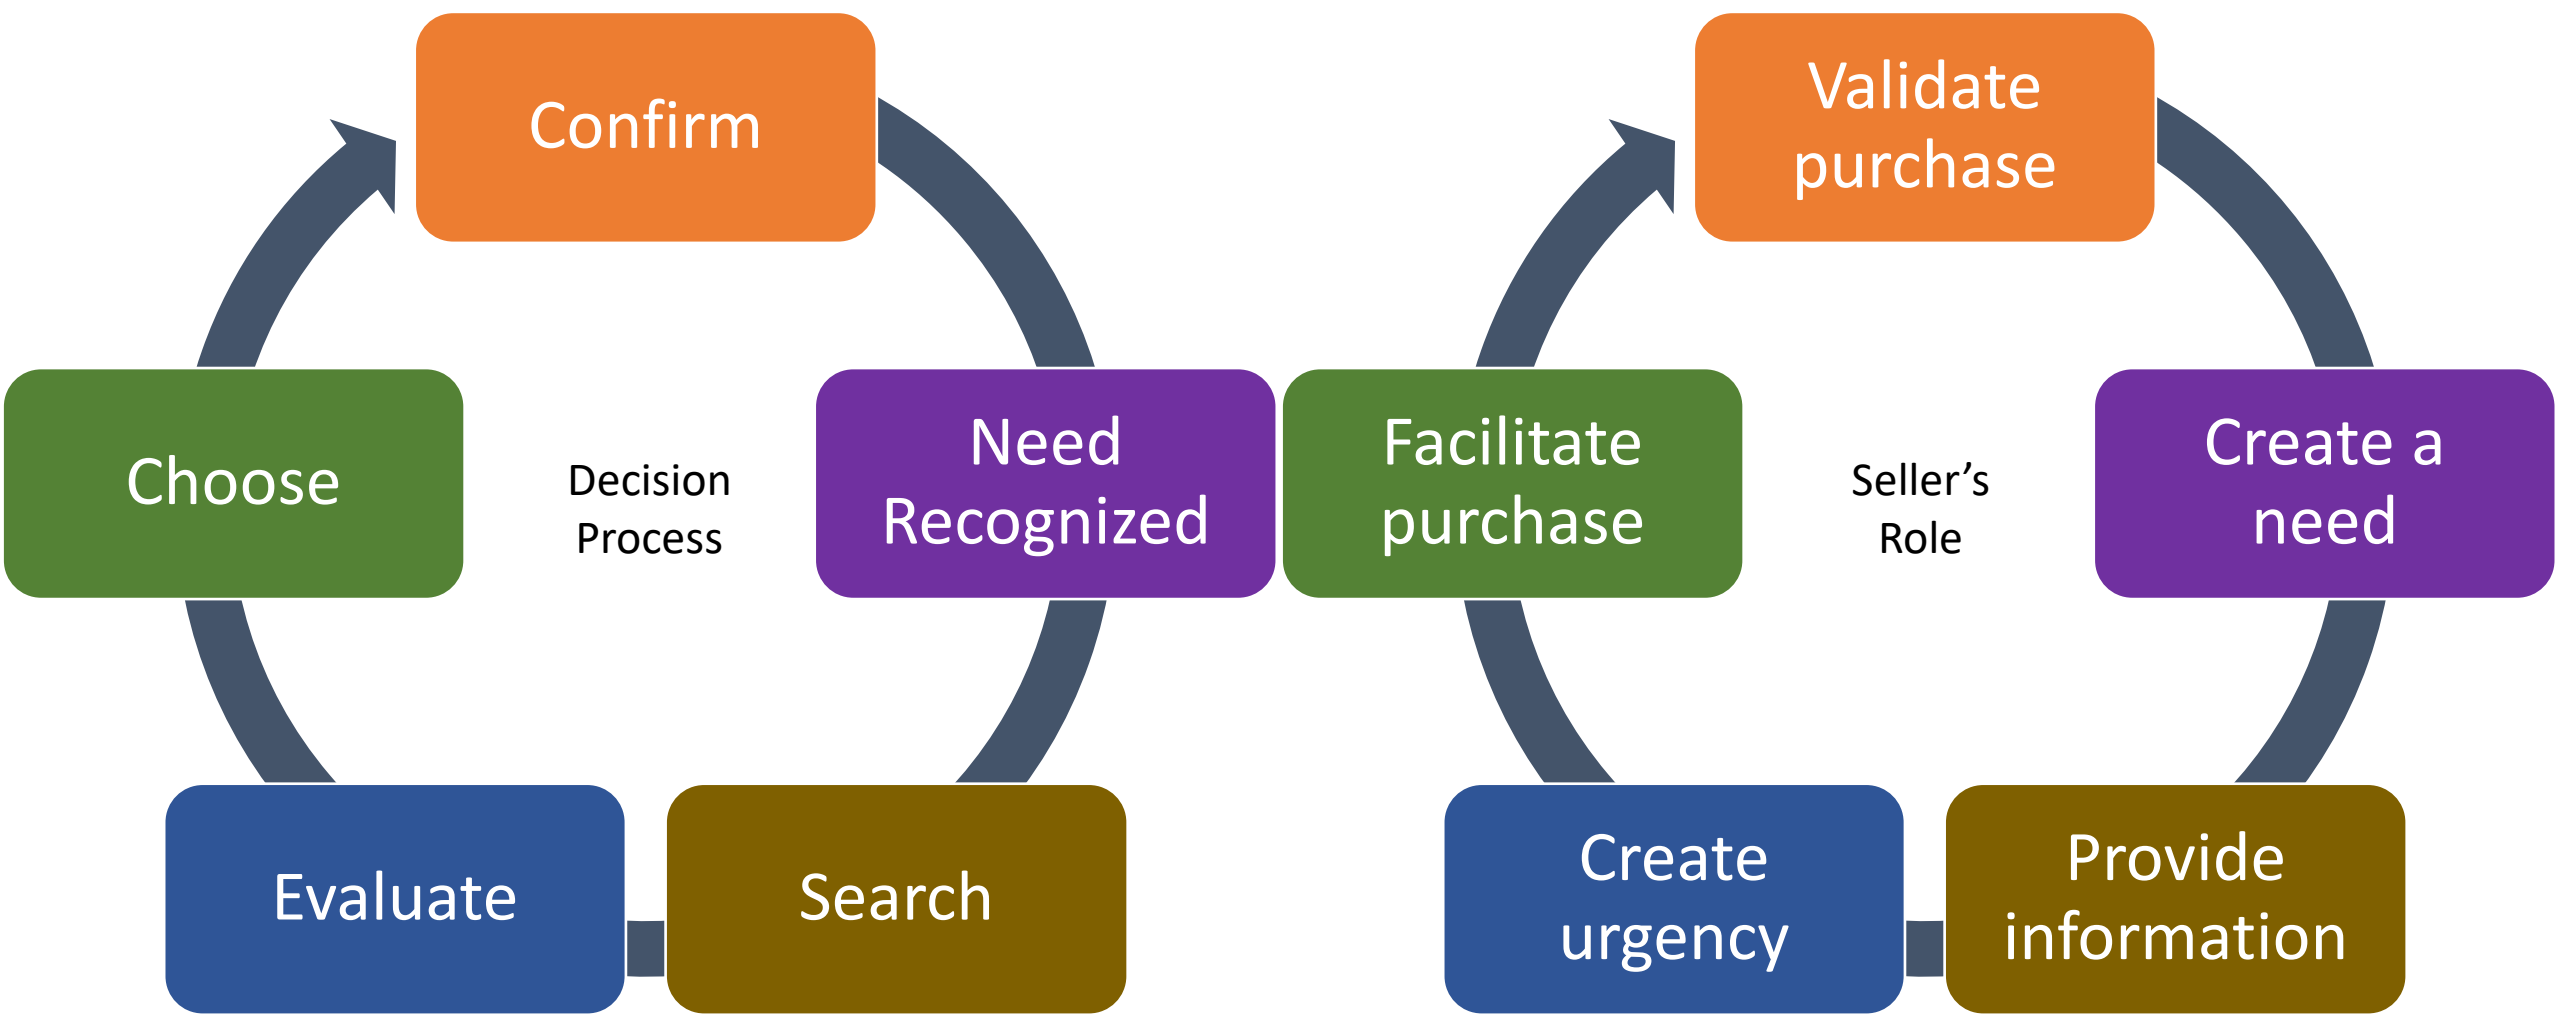 Confirm
Need
Recognized
Search
Evaluate
Choose
Decision
Process
Validate
purchase
Create a
need
Provide
information
Create
urgency
Facilitate
purchase
Seller’s
Role